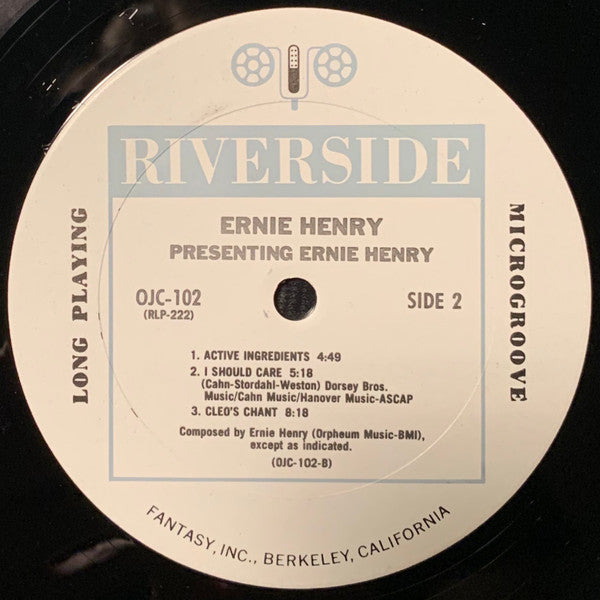 RIVERSIDE
LONG PLAYING
MICROGROOVE
ERNIE HENRY
PRESENTING ERNIE HENRY
OJC-102
(RLP-222)
SIDE 2
1. ACTIVE INGREDIENTS 4:49
2. I SHOULD CARE 5:18
(Cahn-Stordahl-Weston) Dorsey Bros.
Music/Cahn Music/Hanover Music-ASCAP
3. CLEO'S CHANT 8:18
Composed by Ernie Henry (Orpheum Music-BMI),
except as indicated.
(OJC-102-B)
FANTASY, INC., BERKELEY, CALIFORNIA